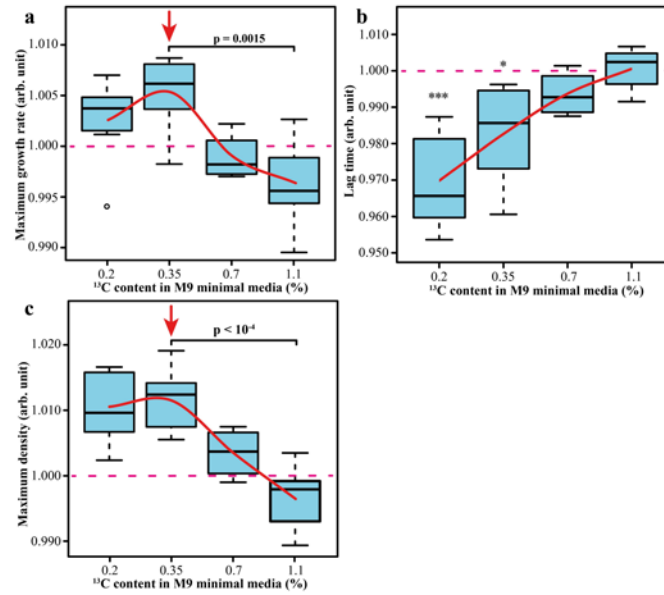 a
p = 0.0015
Maximum growth rate (arb. unit)
1.010
1.005
1.000
0.995
0.990
0.2 0.35 0.7 1.1
¹³C content in M9 minimal media (%)
b
Lag time (arb. unit)
1.010
1.000
0.990
0.980
0.970
0.960
0.950
***
*
0.2 0.35 0.7 1.1
¹³C content in M9 minimal media (%)
c
p < 10⁻⁴
Maximum density (arb. unit)
1.020
1.010
1.000
0.990
0.2 0.35 0.7 1.1
¹³C content in M9 minimal media (%)